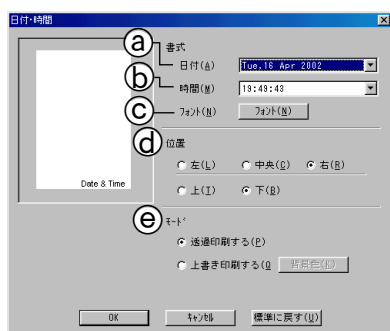 日付・時間
a
書式
日付(A) Tue.16 Apr 2002
b
時間(M) 19:49:43
c
フォント(N) フォント(N)
d
位置
左(L) 中央(C) 右(R)
Date & Time
上(T) 下(B)
e
モード
透過印刷する(P)
上書き印刷する(O 背景色(K)
OK キャンセル 標準に戻す(U)